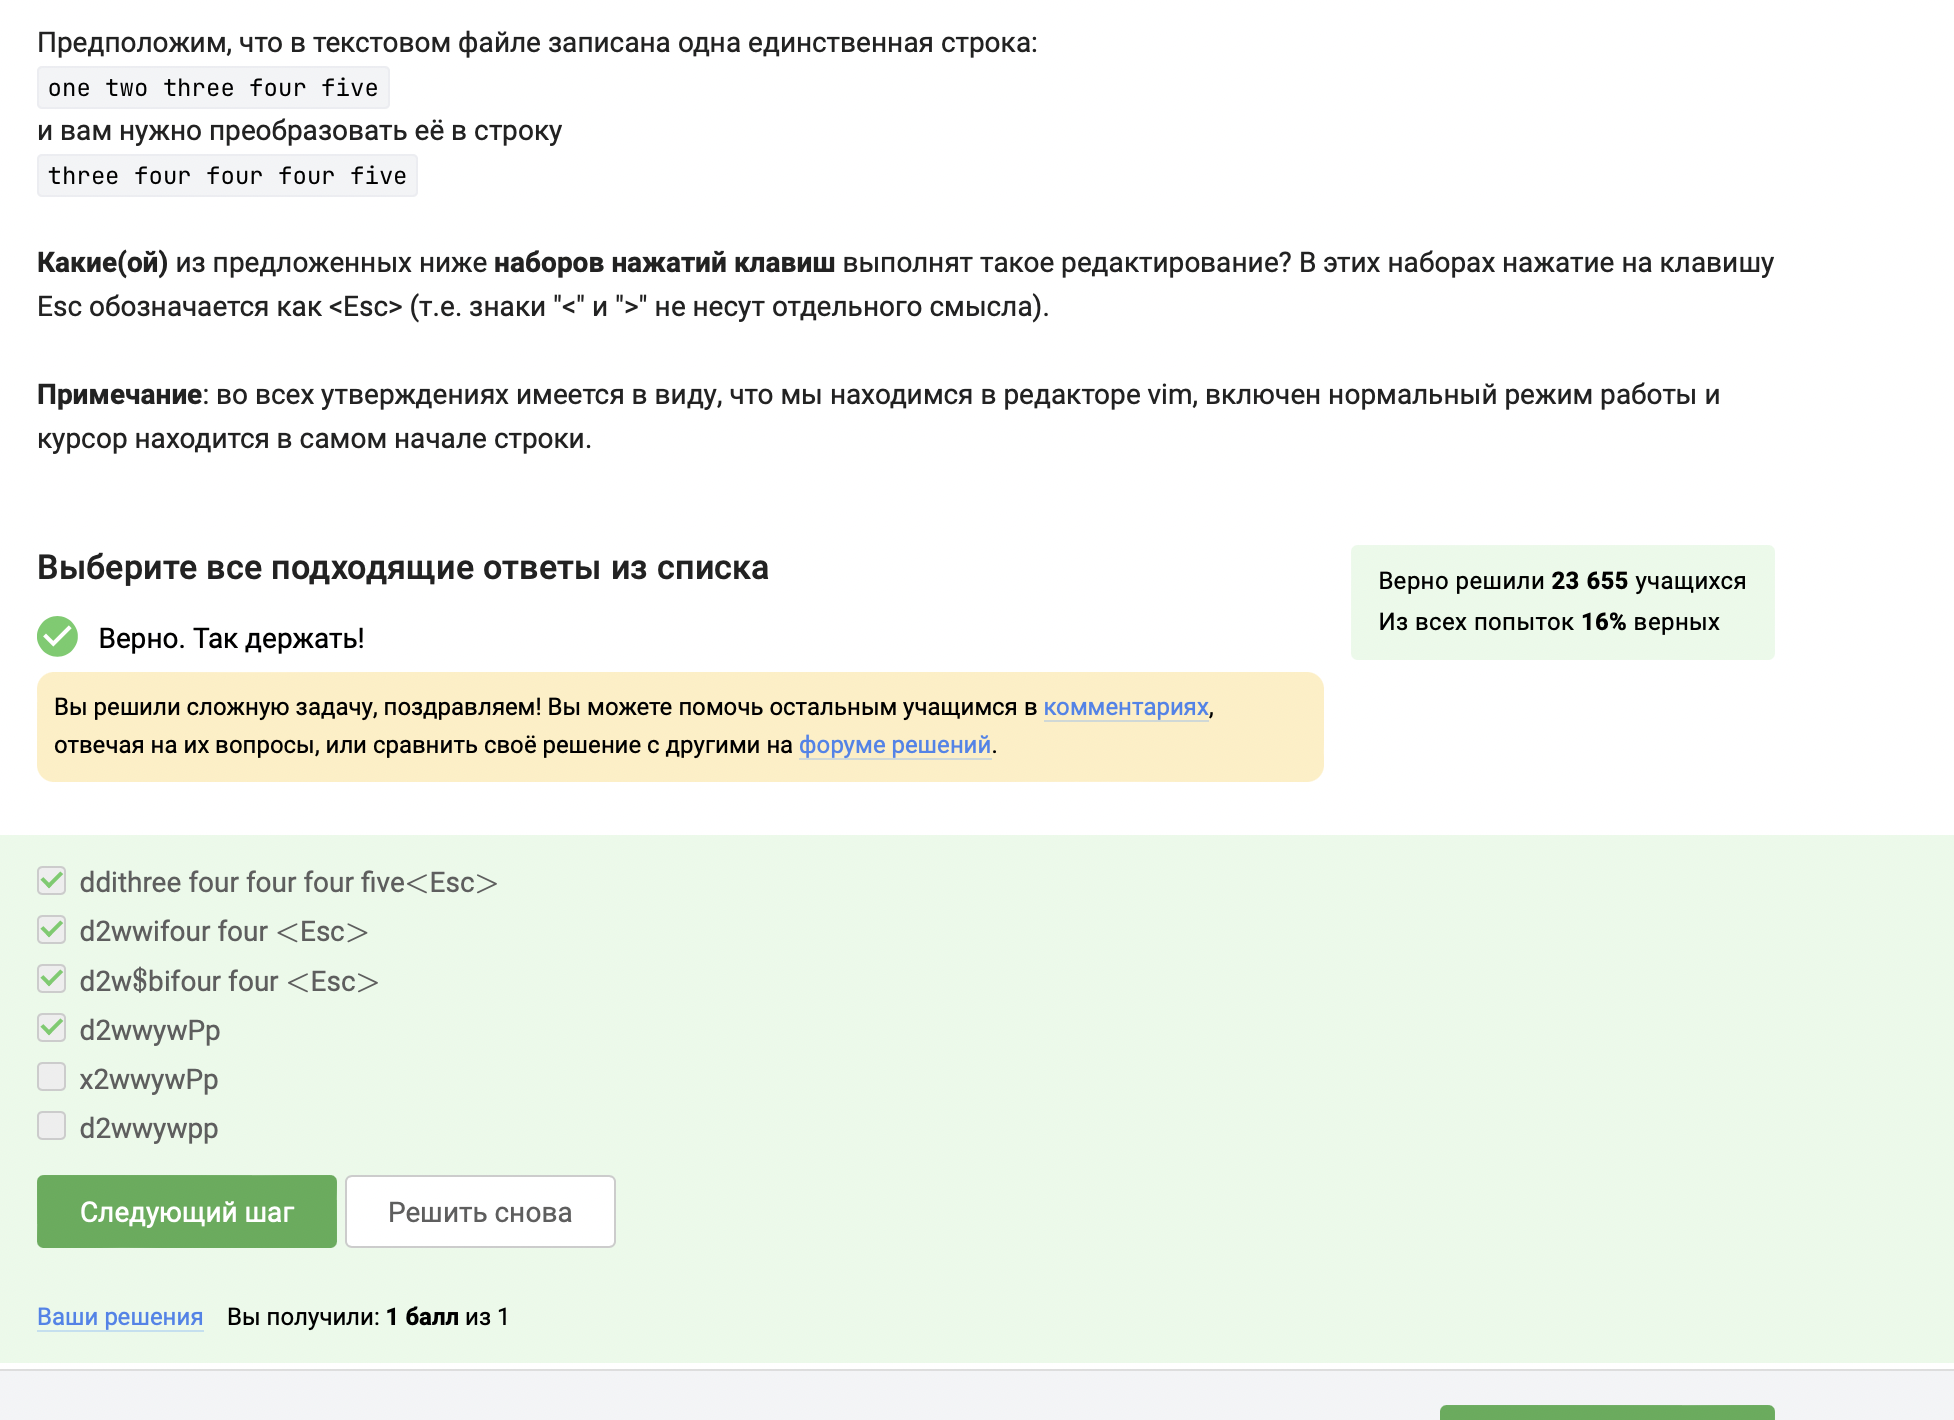 Предположим, что в текстовом файле записана одна единственная строка:
one two three four five
и вам нужно преобразовать её в строку
three four four four five
Какие(ой) из предложенных ниже наборов нажатий клавиш выполнят такое редактирование? В этих наборах нажатие на клавишу
Esc обозначается как <Esc> (т.е. знаки "<" и ">" не несут отдельного смысла).
Примечание: во всех утверждениях имеется в виду, что мы находимся в редакторе vim, включен нормальный режим работы и
курсор находится в самом начале строки.
Выберите все подходящие ответы из списка
Верно решили 23 655 учащихся
Из всех попыток 16% верных
Верно. Так держать!
Вы решили сложную задачу, поздравляем! Вы можете помочь остальным учащимся в комментариях,
отвечая на их вопросы, или сравнить своё решение с другими на форуме решений.
ddithree four four four five<Esc>
d2wwifour four <Esc>
d2w$bifour four <Esc>
d2wwywPp
x2wwywPp
d2wwywpp
Следующий шаг
Решить снова
Ваши решения Вы получили: 1 балл из 1